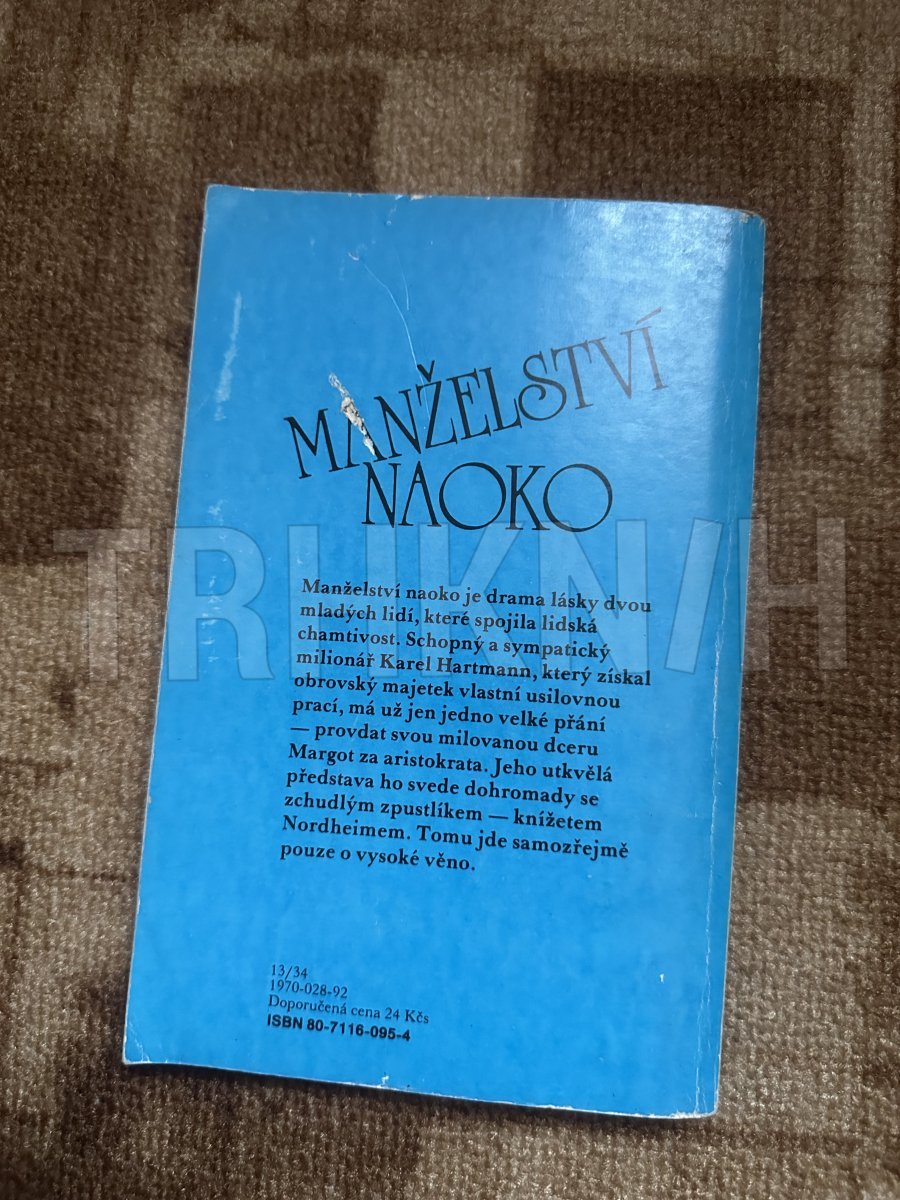 MANŽELSTVÍ
NAOKO
TRHKNIH
Manželství naoko je drama lásky dvou
mladých lidí, které spojila lidská
chamtivost. Schopný a sympatický
milionář Karel Hartmann, který získal
obrovský majetek vlastní usilovnou
prací, má už jen jedno velké přání
— provdat svou milovanou dceru
Margot za aristokrata. Jeho utkvělá
představa ho svede dohromady se
zchudlým zpustlíkem — knížetem
Nordheimem. Tomu jde samozřejmě
pouze o vysoké věno.
13/34
1970-028-92
Doporučená cena 24 Kčs
ISBN 80-7116-095-4